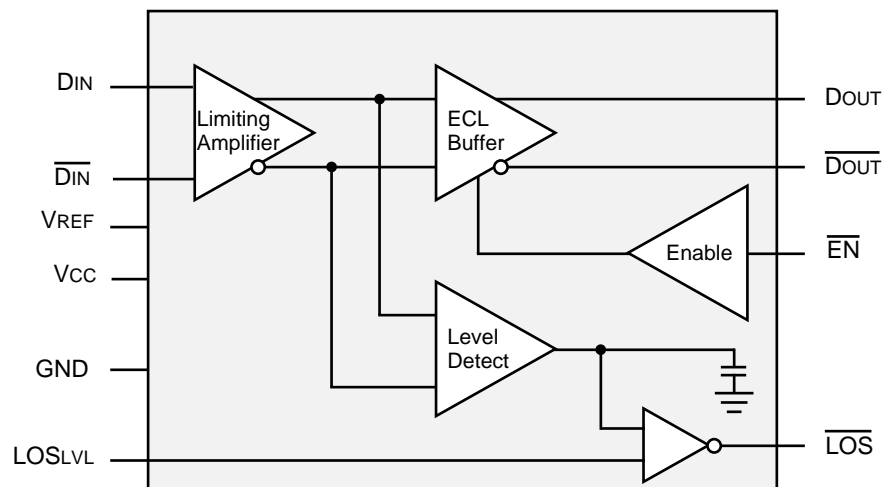 DIN
Limiting
Amplifier
ECL
Buffer
DOUT
DIN
DOUT
VREF
EN
Enable
VCC
Level
Detect
GND
LOSLVL
LOS